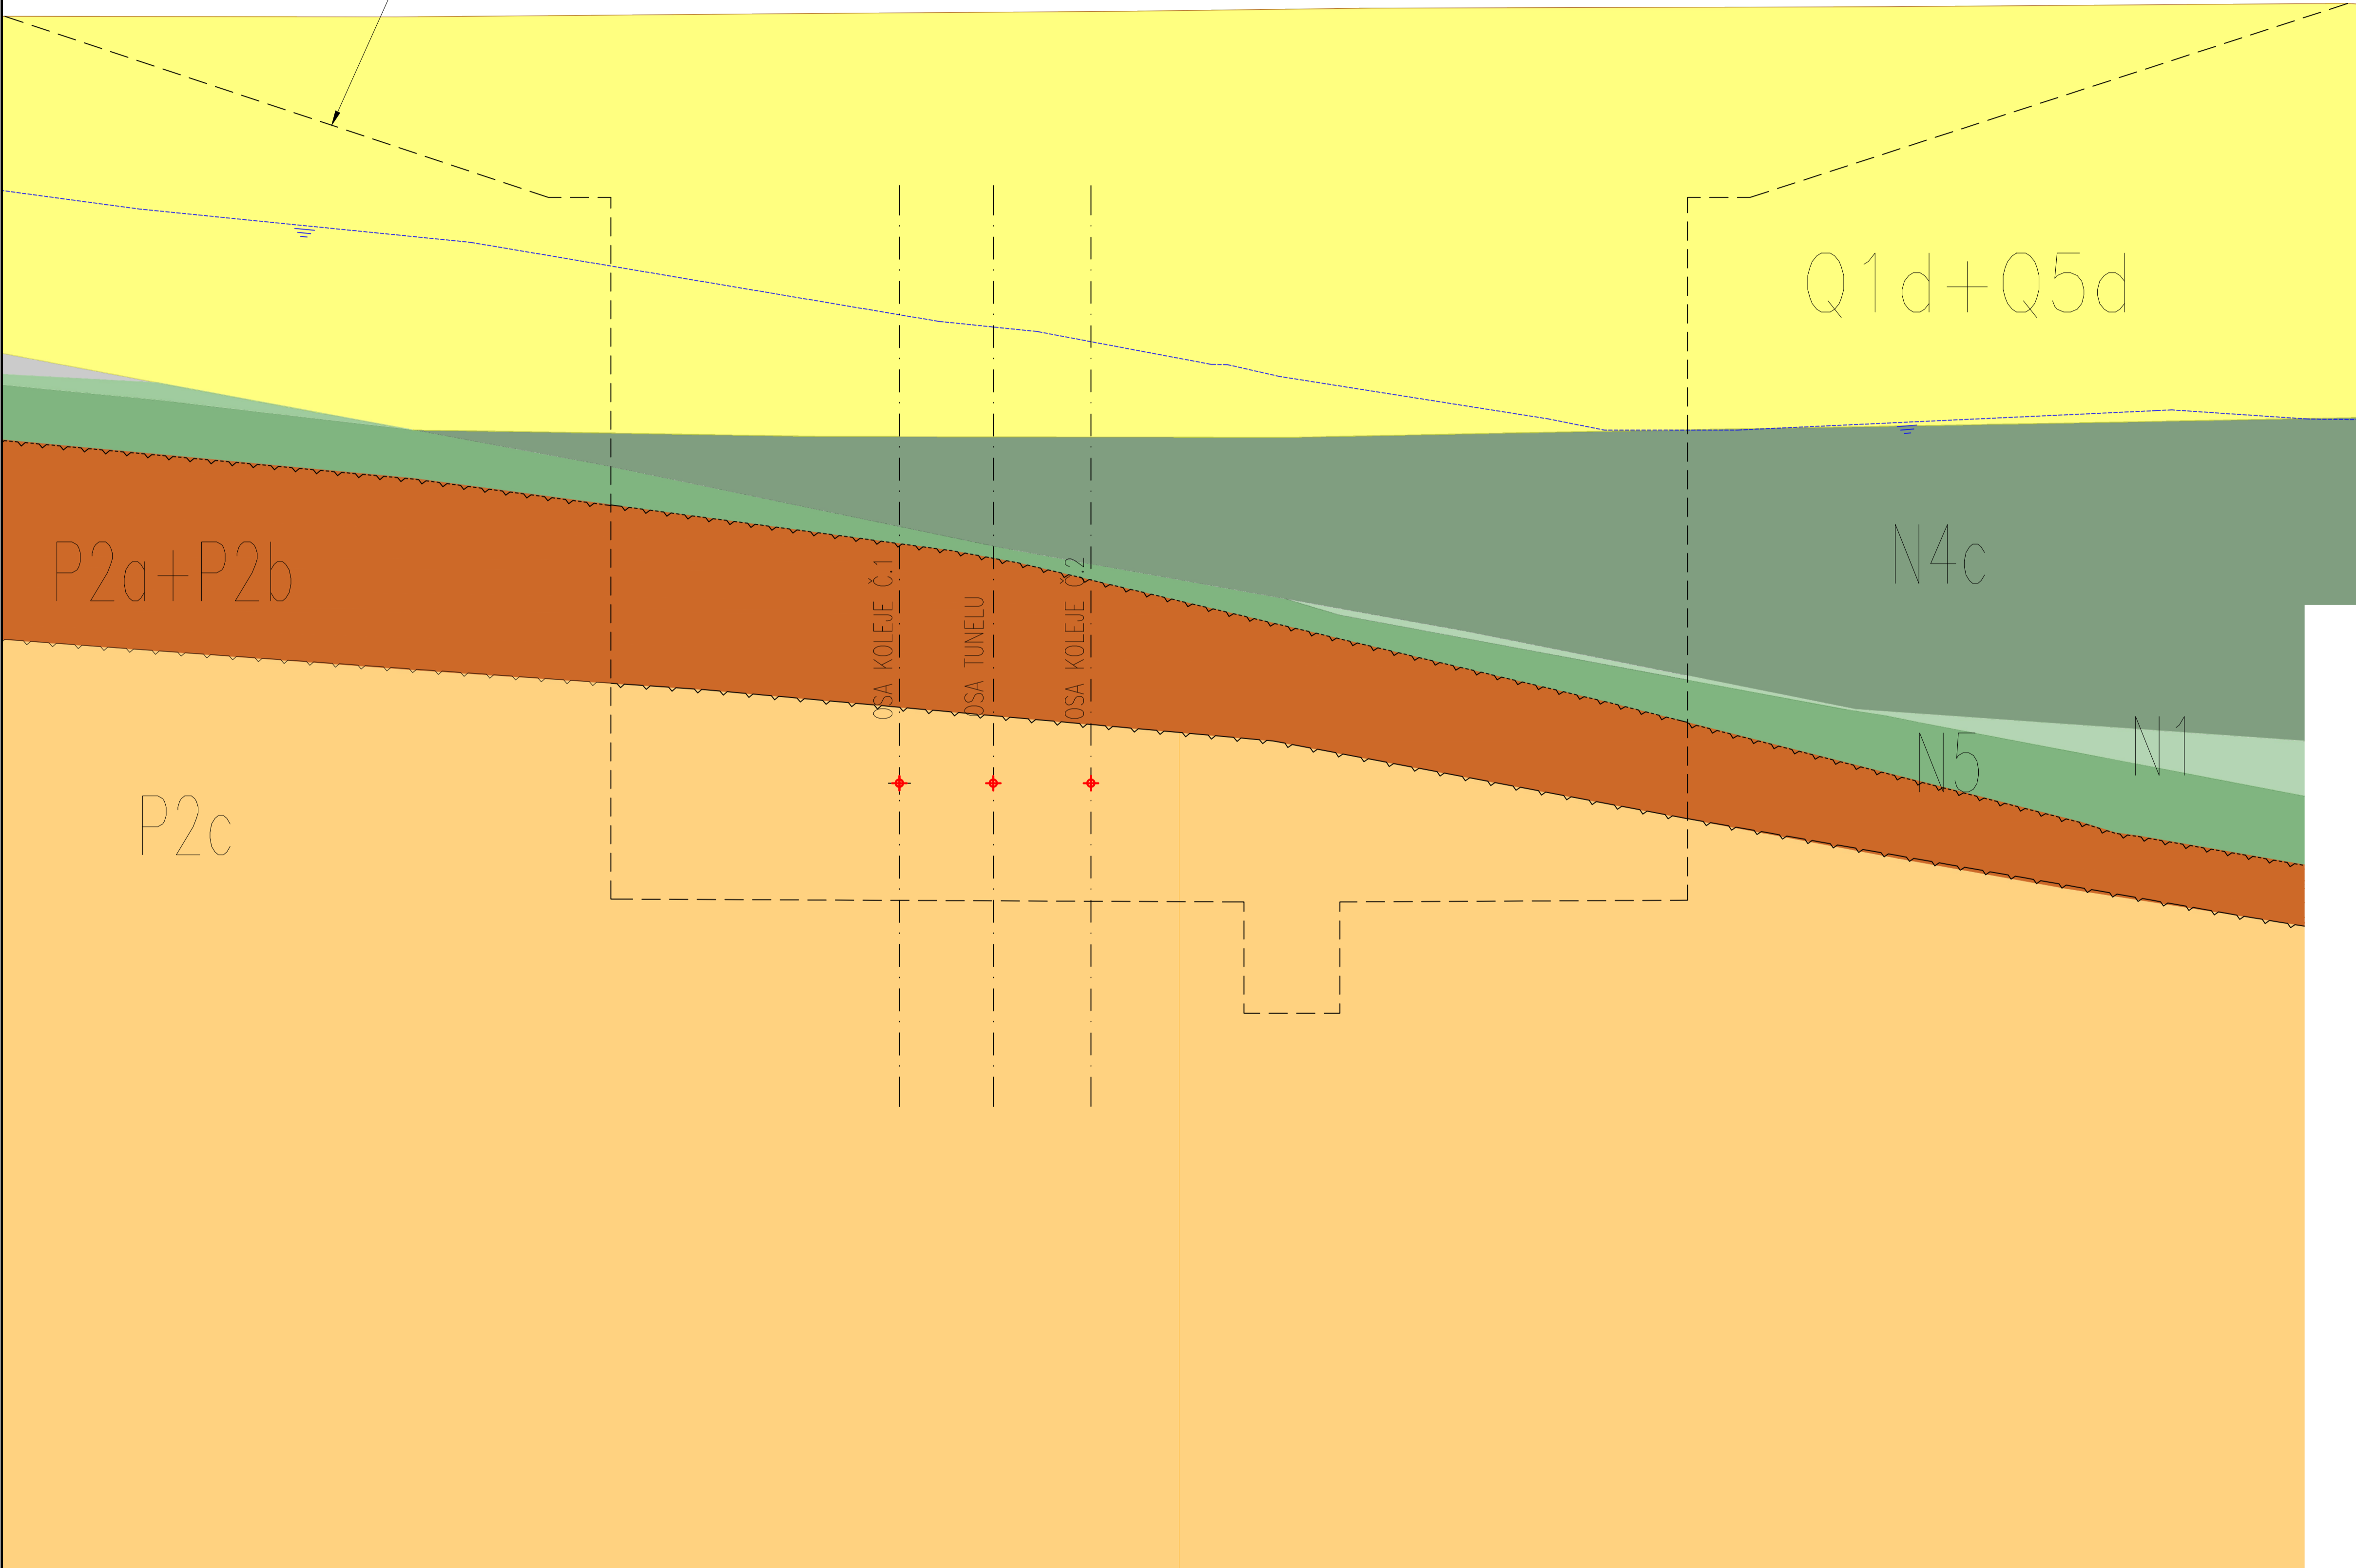 Q1d+Q5d
N4c
P2a+P2b
OSA KOLEJE Č.1
OSA TUNELU
OSA KOLEJE Č.2
N1
N5
P2c